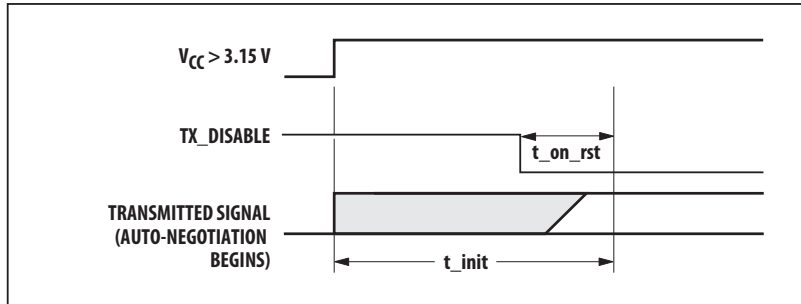 V_CC > 3.15 V
TX_DISABLE
t_on_rst
TRANSMITTED SIGNAL
(AUTO-NEGOTIATION
BEGINS)
t_init